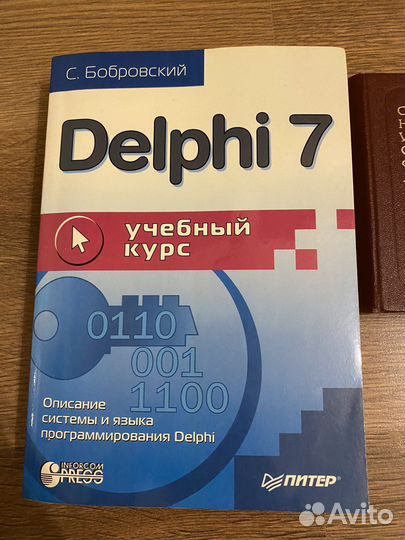 С. Бобровский
Delphi 7
учебный
курс
0110
001
1100
Описание
системы и языка
программирования Delphi
INFORCOM
PRESS
ПИТЕР
Avito